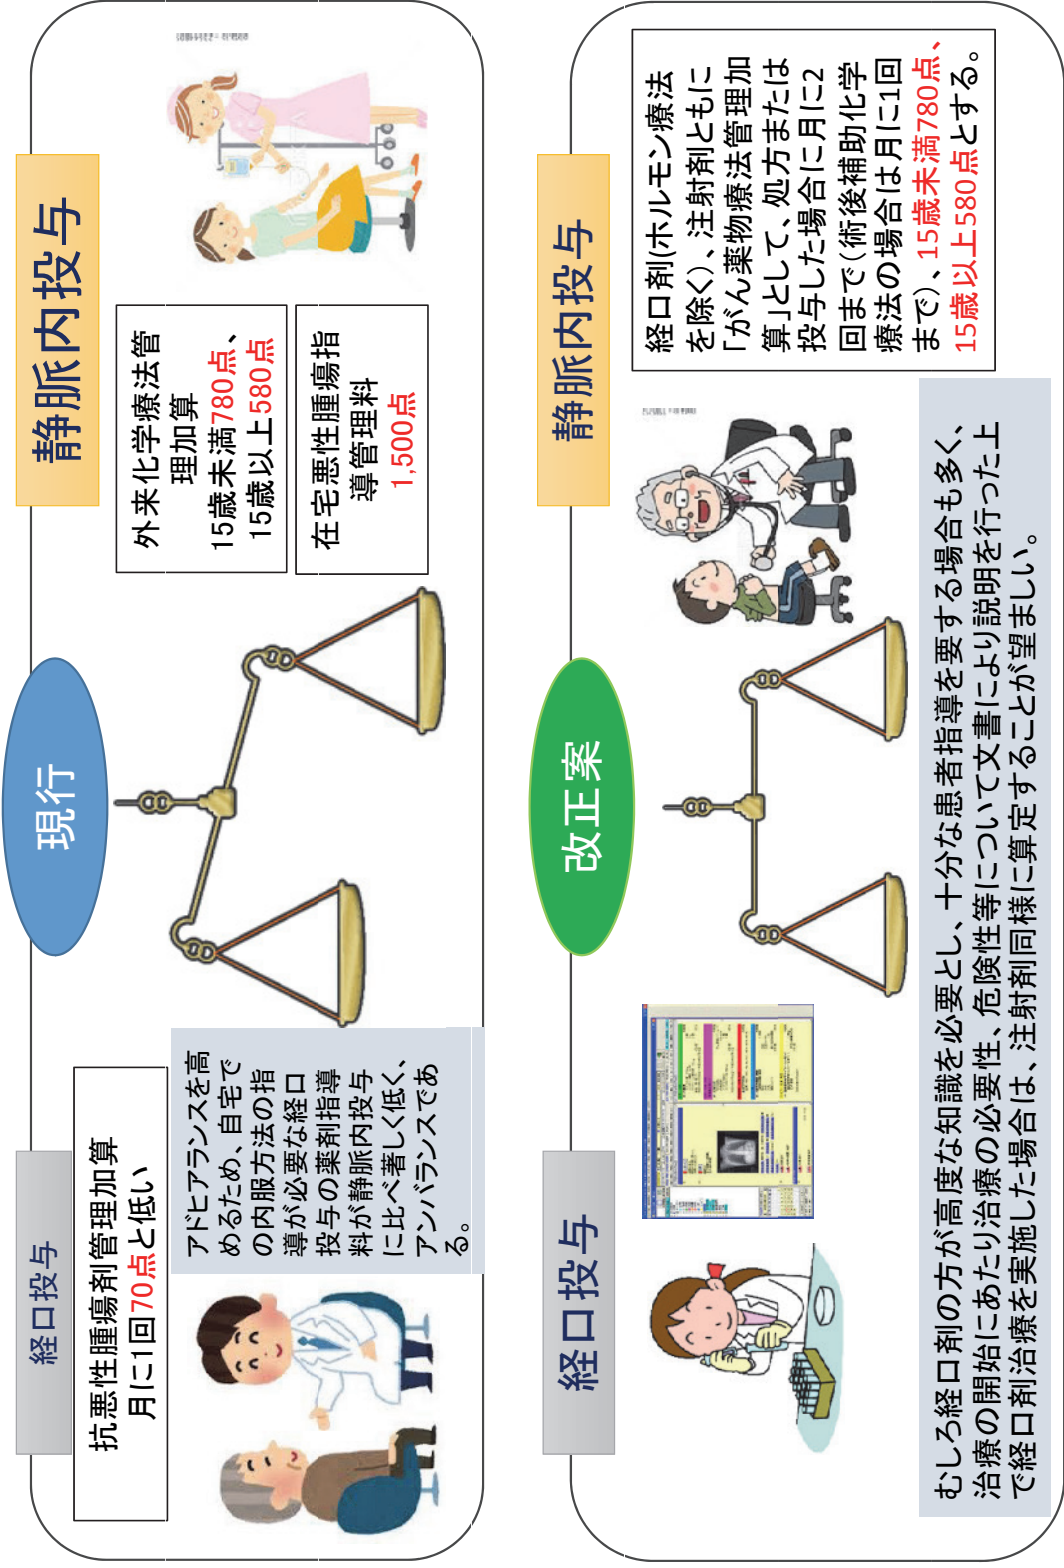 現行
経口投与
抗悪性腫瘍剤管理加算
月に1回70点と低い
アドヒアランスを高
めるため、自宅で
の内服方法の指
導が必要な経口
投与の薬剤指導
料が静脈内投与
に比べ著しく低く、
アンバランスであ
る。
静脈内投与
外来化学療法管
理加算
15歳未満780点、
15歳以上580点
在宅悪性腫瘍指
導管理料
1,500点
改正案
経口投与
静脈内投与
経口剤(ホルモン療法
を除く)、注射剤ともに
「がん薬物療法管理加
算」として、処方または
投与した場合に月に2
回まで(術後補助化学
療法の場合は月に1回
まで)、15歳未満780点、
15歳以上580点とする。
むしろ経口剤の方が高度な知識を必要とし、十分な患者指導を要する場合も多く、
治療の開始にあたり治療の必要性、危険性等について文書により説明を行った上
で経口剤治療を実施した場合は、注射剤同様に算定することが望ましい。